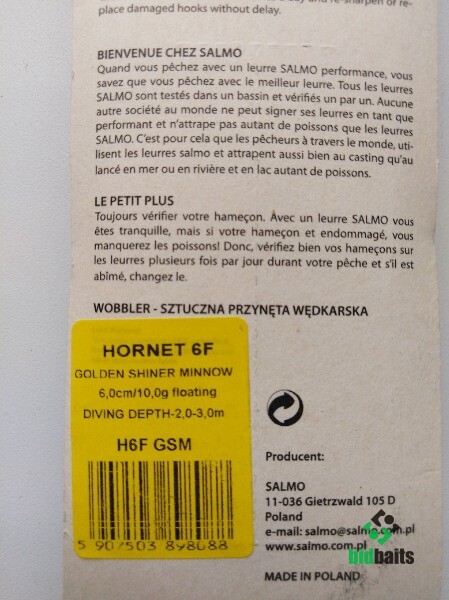 place damaged hooks without delay.
BIENVENUE CHEZ SALMO
Quand vous pêchez avec un leurre SALMO performance, vous
savez que vous pêchez avec le meilleur leurre. Tous les leurres
SALMO sont testés dans un bassin et vérifiés un par un. Aucune
autre société au monde ne peut signer ses leurres en tant que
performant et n'attrape pas autant de poissons que les leurres
SALMO. C'est pour cela que les pêcheurs à travers le monde, uti-
lisent les leurres salmo et attrapent aussi bien au casting qu'au
lancé en mer ou en rivière et en lac autant de poissons.
LE PETIT PLUS
Toujours vérifier votre hameçon. Avec un leurre SALMO vous
êtes tranquille, mais si votre hameçon et endommagé, vous
manquerez les poissons! Donc, vérifiez bien vos hameçons sur
les leurres plusieurs fois par jour durant votre pêche et s'il est
abîmé, changez le.
WOBBLER - SZTUCZNA PRZYNĘTA WĘDKARSKA
HORNET 6F
GOLDEN SHINER MINNOW
6,0cm/10,0g floating
DIVING DEPTH-2,0-3,0m
H6F GSM
5 907503 898088
Producent:
SALMO
11-036 Gietrzwald 105 D
Poland
e-mail: salmo@salmo.com.pl
www.salmo.com.pl
bidbaits
MADE IN POLAND